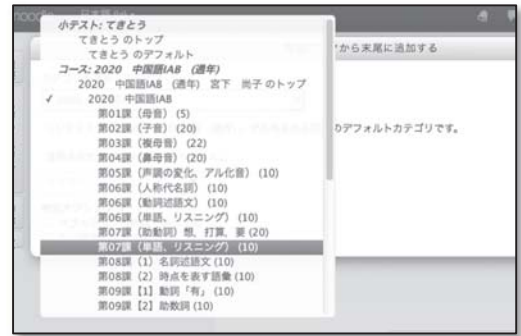 moodle 日本語
小テスト: てきとう
てきとう のトップ
てきとう のデフォルト
から末尾に追加する
コース: 2020 中国語IAB (通年)
2020 中国語IAB (通年) 宮下 尚子 のトップ
✓ 2020 中国語IAB
第01課 (母音) (5)
第02課 (子音) (20)
のデフォルトカテゴリです。
第03課 (複母音) (22)
第04課 (鼻母音) (20)
第05課 (声調の変化、アル化音) (10)
第06課 (人称代名詞) (10)
第06課 (動詞述語文) (10)
第06課 (単語、リスニング) (10)
第07課 (助動詞) 想、打算、要 (20)
第07課 (単語、リスニング) (10)
第08課 (1) 名詞述語文 (10)
第08課 (2) 時点を表す語彙 (10)
第09課【1】動詞「有」 (10)
第09課【2】助数詞 (10)